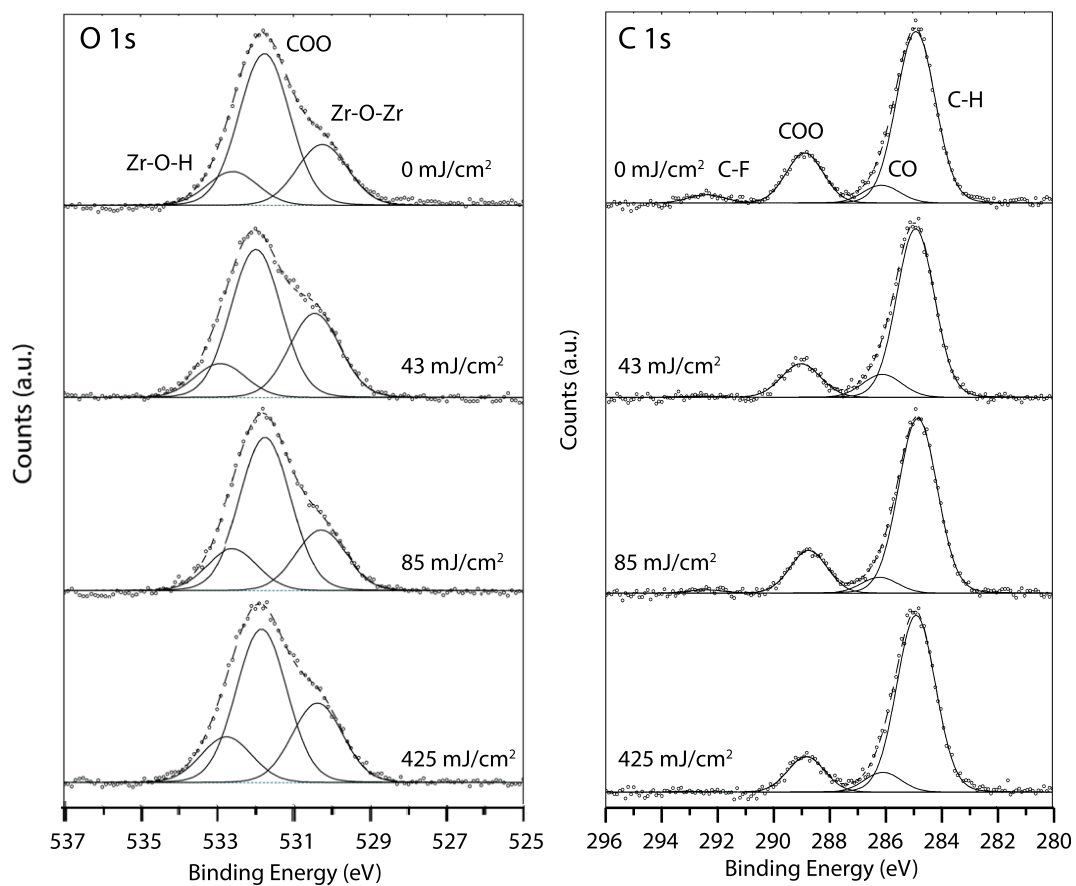 O 1s
COO
Zr-O-Zr
Zr-O-H
0 mJ/cm²
43 mJ/cm²
85 mJ/cm²
425 mJ/cm²
Counts (a.u.)
537 535 533 531 529 527 525
Binding Energy (eV)
C 1s
C-H
COO
0 mJ/cm² C-F CO
43 mJ/cm²
85 mJ/cm²
425 mJ/cm²
Counts (a.u.)
296 294 292 290 288 286 284 282 280
Binding Energy (eV)